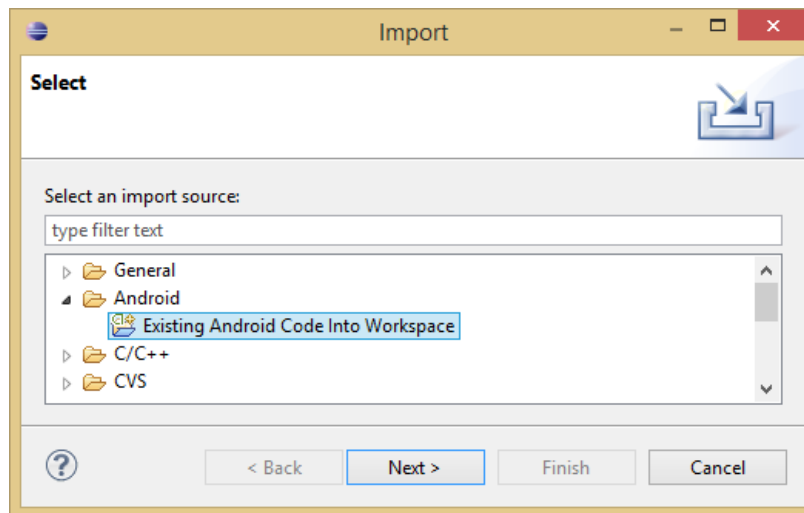 Import
Select
Select an import source:
type filter text
General
Android
Existing Android Code Into Workspace
C/C++
CVS
< Back Next > Finish Cancel